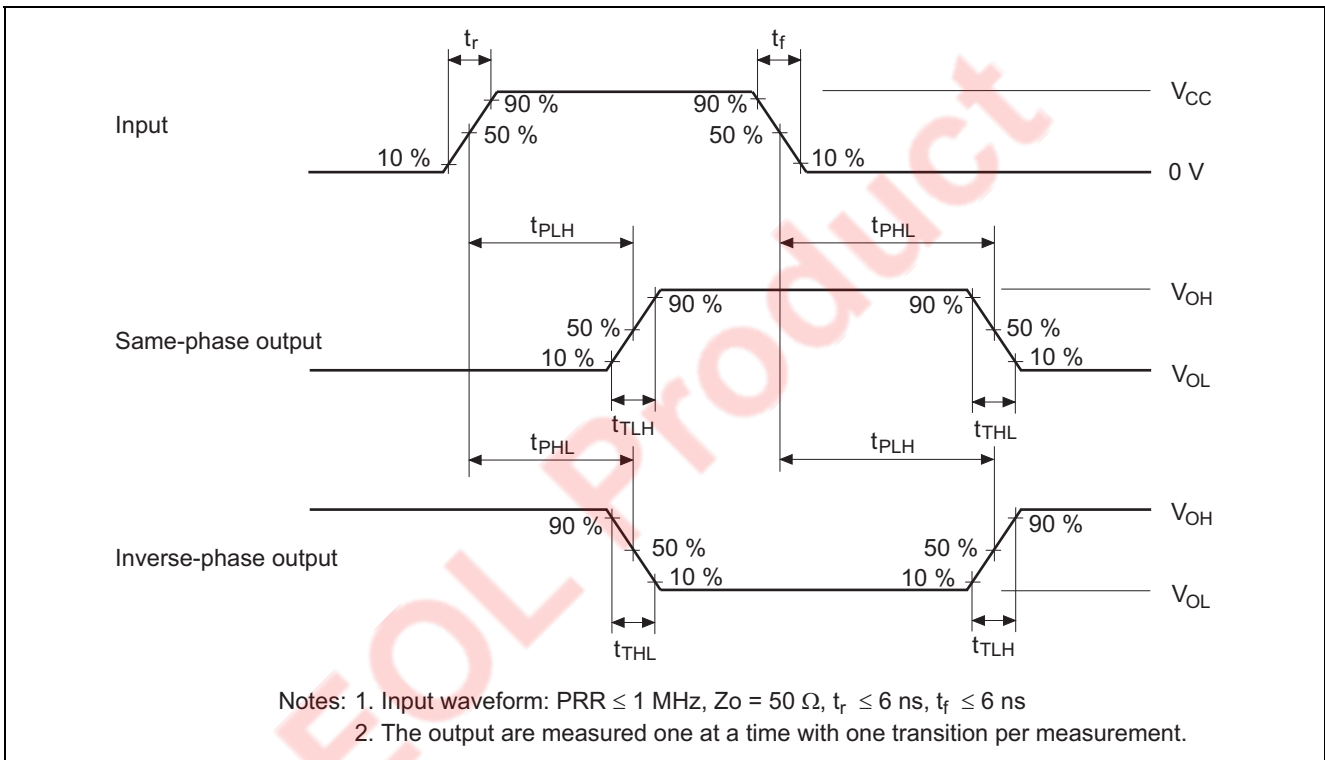 tr
tf
90 %
90 %
VCC
Input
50 %
50 %
10 %
10 %
0 V
tPLH
tPHL
90 %
90 %
VOH
50 %
50 %
Same-phase output
10 %
10 %
VOL
tTLH
tTHL
tPHL
tPLH
90 %
90 %
VOH
50 %
50 %
Inverse-phase output
10 %
10 %
VOL
tTHL
tTLH
Notes: 1. Input waveform: PRR ≤ 1 MHz, Zo = 50 Ω, tr ≤ 6 ns, tf ≤ 6 ns
2. The output are measured one at a time with one transition per measurement.
EOL Product